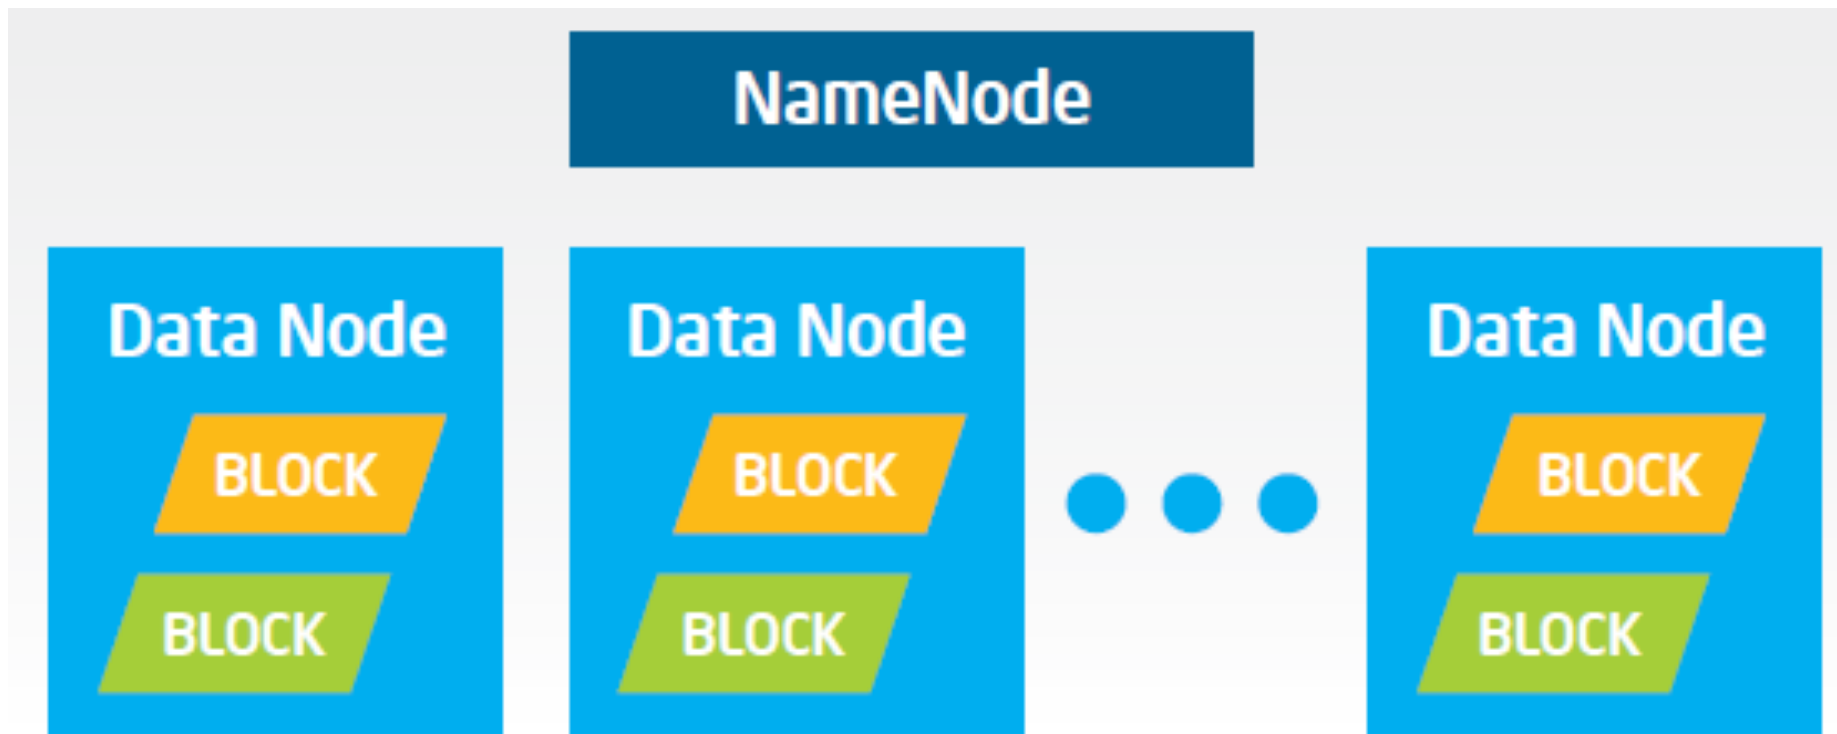 NameNode
Data Node
BLOCK
BLOCK
Data Node
BLOCK
BLOCK
Data Node
BLOCK
BLOCK